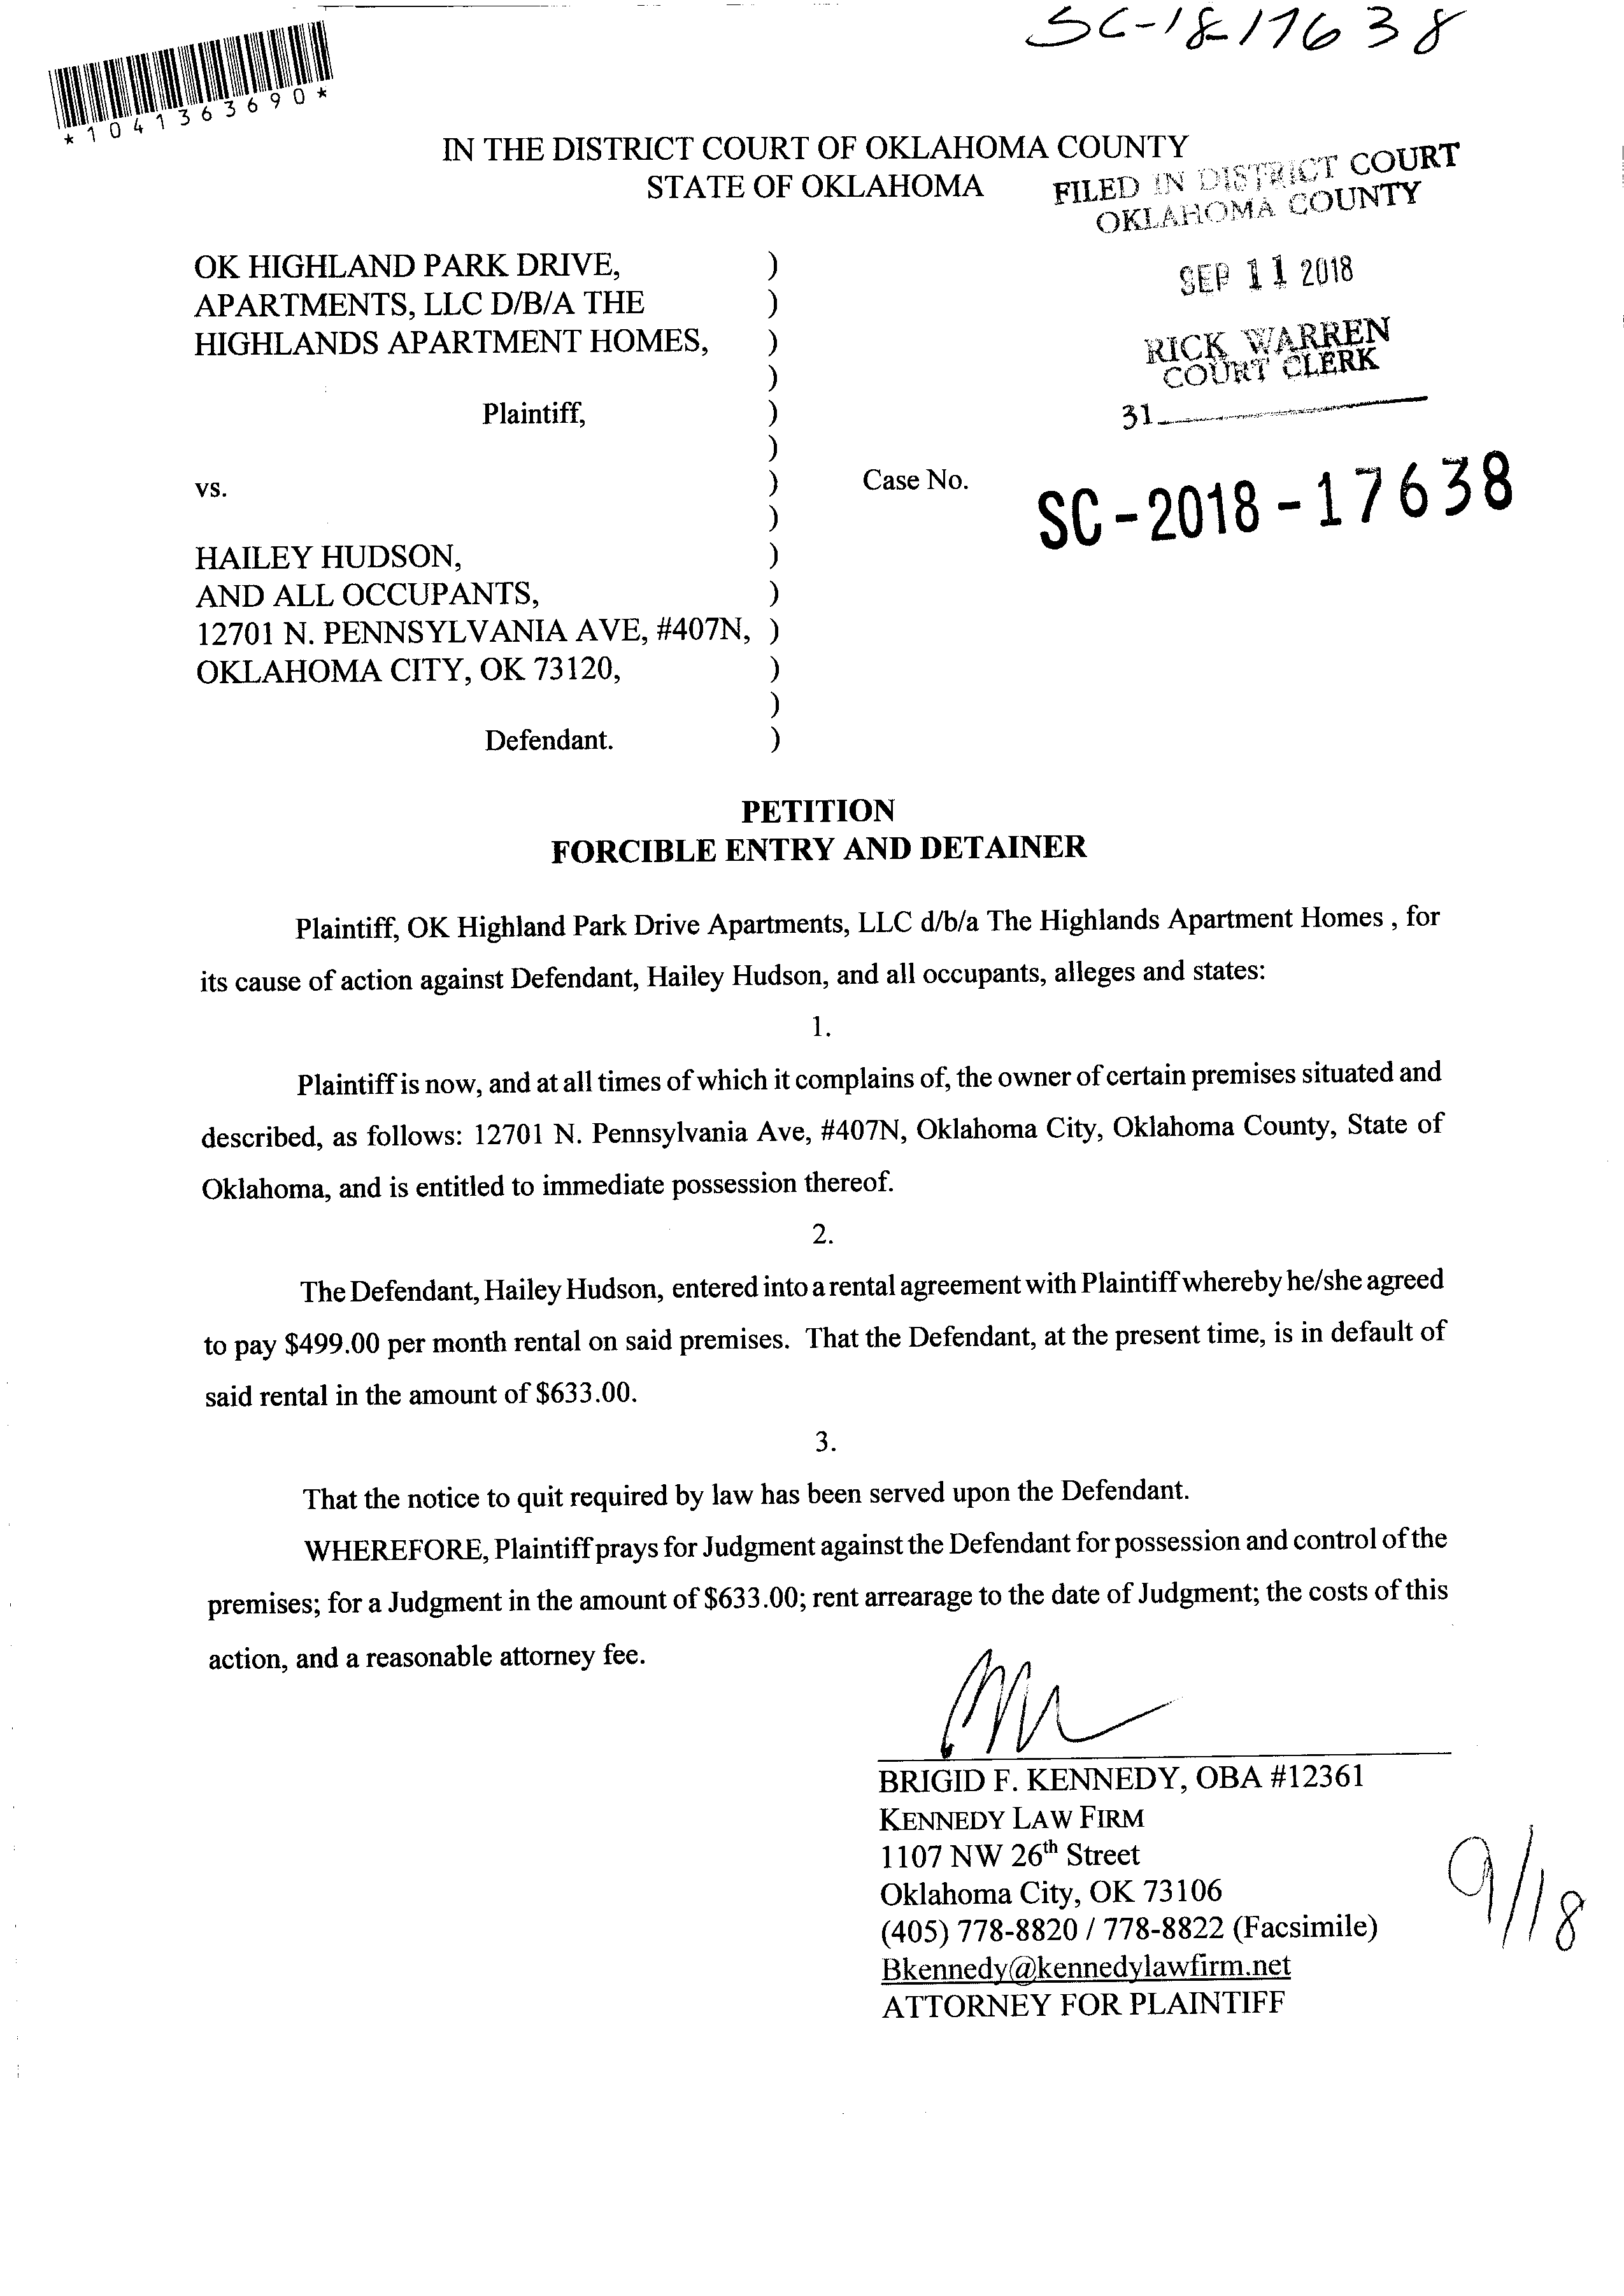 SC-18-17638
*1041363690*
IN THE DISTRICT COURT OF OKLAHOMA COUNTY
STATE OF OKLAHOMA
FILED IN DISTRICT COURT
OKLAHOMA COUNTY
SEP 11 2018
RICK WARREN
COURT CLERK
31
OK HIGHLAND PARK DRIVE, )
APARTMENTS, LLC D/B/A THE )
HIGHLANDS APARTMENT HOMES, )
)
Plaintiff, )
)
vs. ) Case No. SC-2018-17638
)
HAILEY HUDSON, )
AND ALL OCCUPANTS, )
12701 N. PENNSYLVANIA AVE, #407N, )
OKLAHOMA CITY, OK 73120, )
)
Defendant. )
PETITION
FORCIBLE ENTRY AND DETAINER
Plaintiff, OK Highland Park Drive Apartments, LLC d/b/a The Highlands Apartment Homes , for
its cause of action against Defendant, Hailey Hudson, and all occupants, alleges and states:
1.
Plaintiff is now, and at all times of which it complains of, the owner of certain premises situated and
described, as follows: 12701 N. Pennsylvania Ave, #407N, Oklahoma City, Oklahoma County, State of
Oklahoma, and is entitled to immediate possession thereof.
2.
The Defendant, Hailey Hudson, entered into a rental agreement with Plaintiff whereby he/she agreed
to pay $499.00 per month rental on said premises. That the Defendant, at the present time, is in default of
said rental in the amount of $633.00.
3.
That the notice to quit required by law has been served upon the Defendant.
WHEREFORE, Plaintiff prays for Judgment against the Defendant for possession and control of the
premises; for a Judgment in the amount of $633.00; rent arrearage to the date of Judgment; the costs of this
action, and a reasonable attorney fee.
BRIGID F. KENNEDY, OBA #12361
KENNEDY LAW FIRM
1107 NW 26th Street
Oklahoma City, OK 73106
(405) 778-8820 / 778-8822 (Facsimile)
Bkennedy@kennedylawfirm.net
ATTORNEY FOR PLAINTIFF
9/18